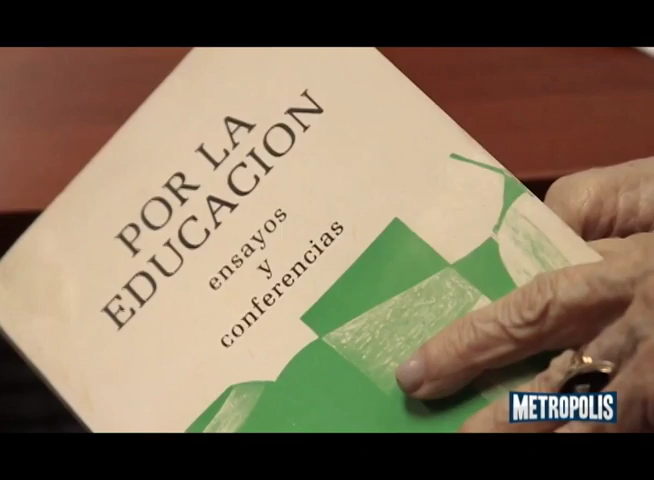 POR LA
EDUCACION
ensayos
y
conferencias
METROPOLIS